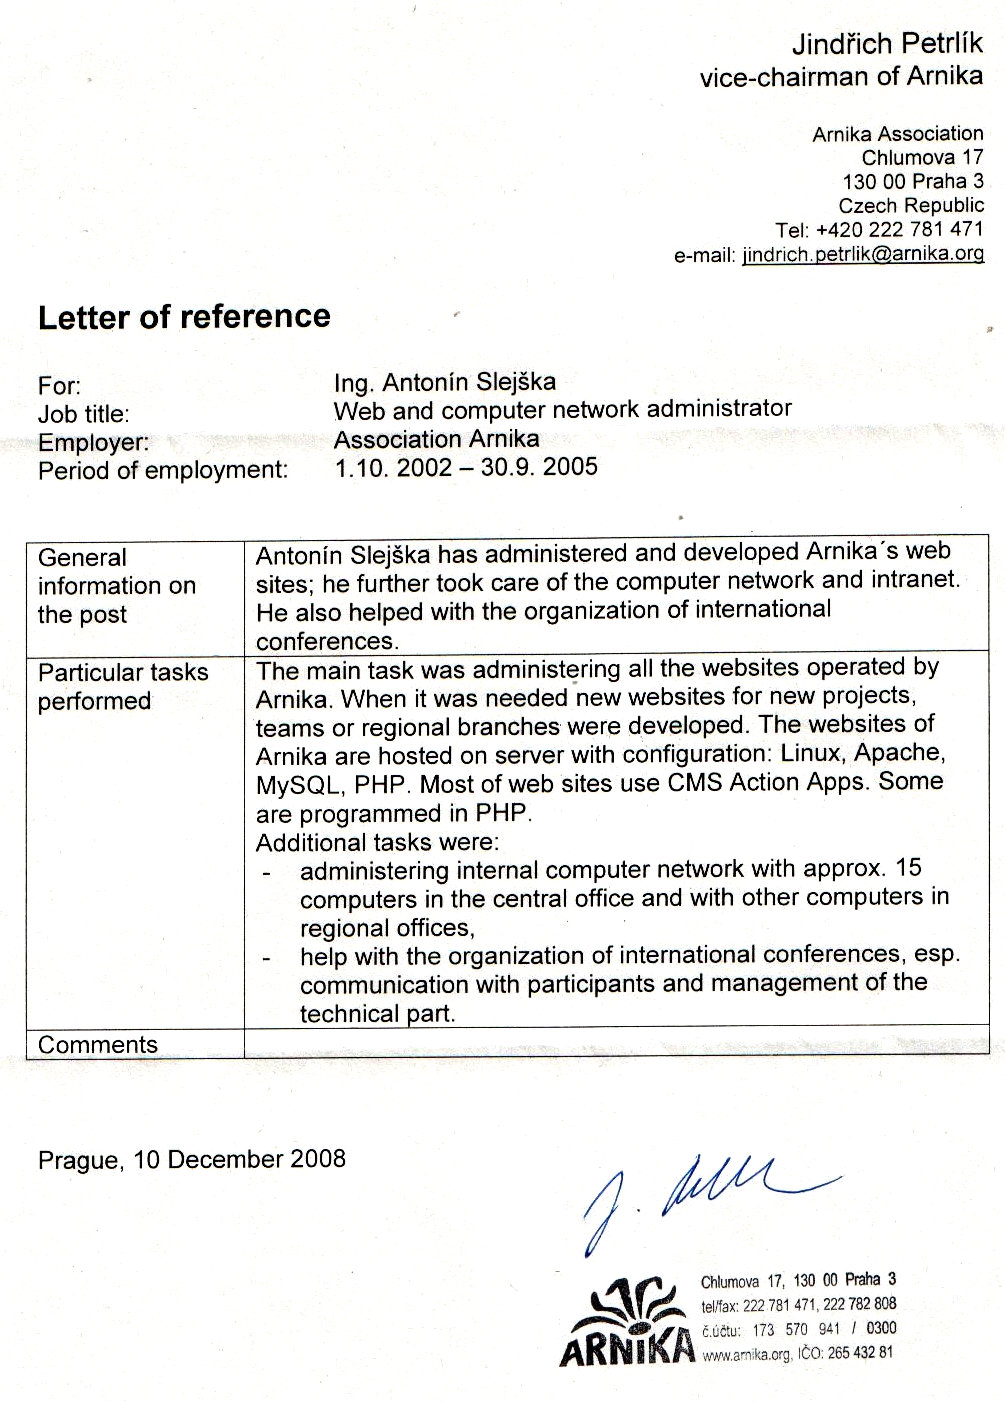 Jindřich Petrlík
vice-chairman of Arnika
Arnika Association
Chlumova 17
130 00 Praha 3
Czech Republic
Tel: +420 222 781 471
e-mail: jindrich.petrlik@arnika.org
Letter of reference
For: Ing. Antonín Slejška
Job title: Web and computer network administrator
Employer: Association Arnika
Period of employment: 1.10. 2002 – 30.9. 2005
General
information on
the post
Antonín Slejška has administered and developed Arnika´s web
sites; he further took care of the computer network and intranet.
He also helped with the organization of international
conferences.
Particular tasks
performed
The main task was administering all the websites operated by
Arnika. When it was needed new websites for new projects,
teams or regional branches were developed. The websites of
Arnika are hosted on server with configuration: Linux, Apache,
MySQL, PHP. Most of web sites use CMS Action Apps. Some
are programmed in PHP.
Additional tasks were:
- administering internal computer network with approx. 15
computers in the central office and with other computers in
regional offices,
- help with the organization of international conferences, esp.
communication with participants and management of the
technical part.
Comments
Prague, 10 December 2008
ARNIKA
Chlumova 17, 130 00 Praha 3
tel/fax: 222 781 471, 222 782 808
č.účtu: 173 570 941 / 0300
www.arnika.org, IČO: 265 432 81